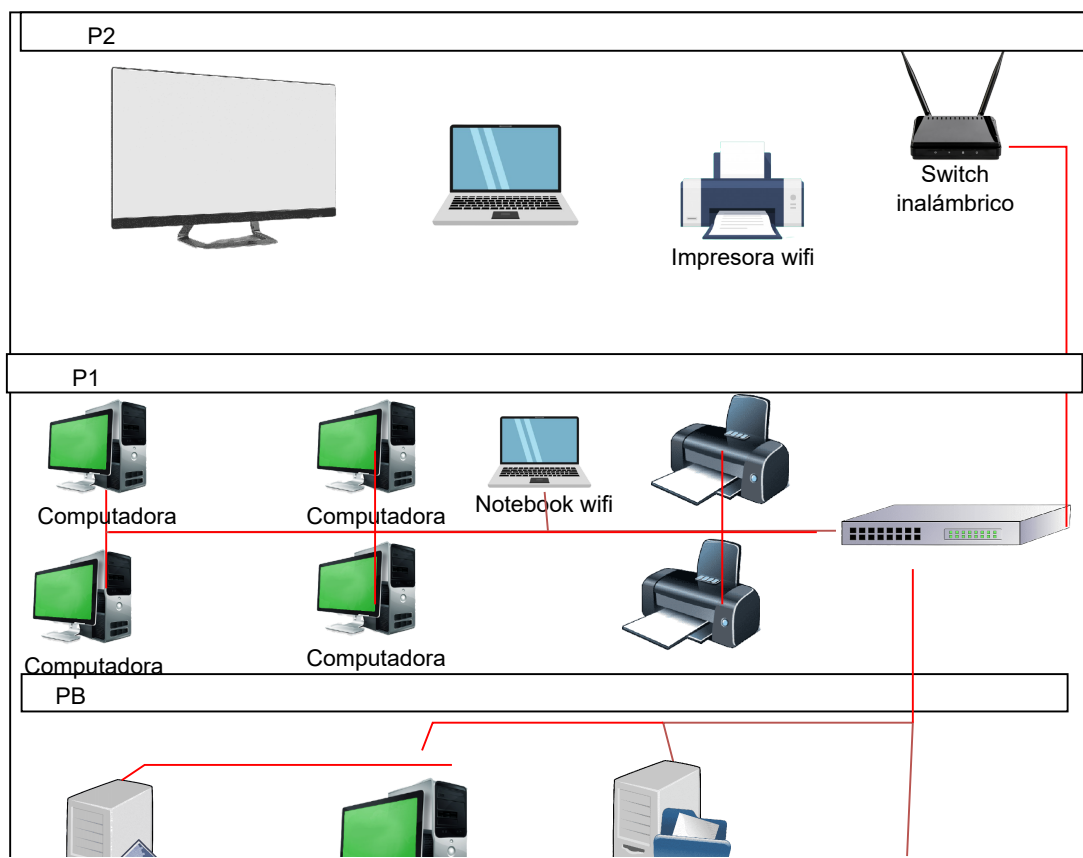 P2
Switch
inalámbrico
Impresora wifi
P1
Computadora
Computadora
Notebook wifi
Computadora
Computadora
PB